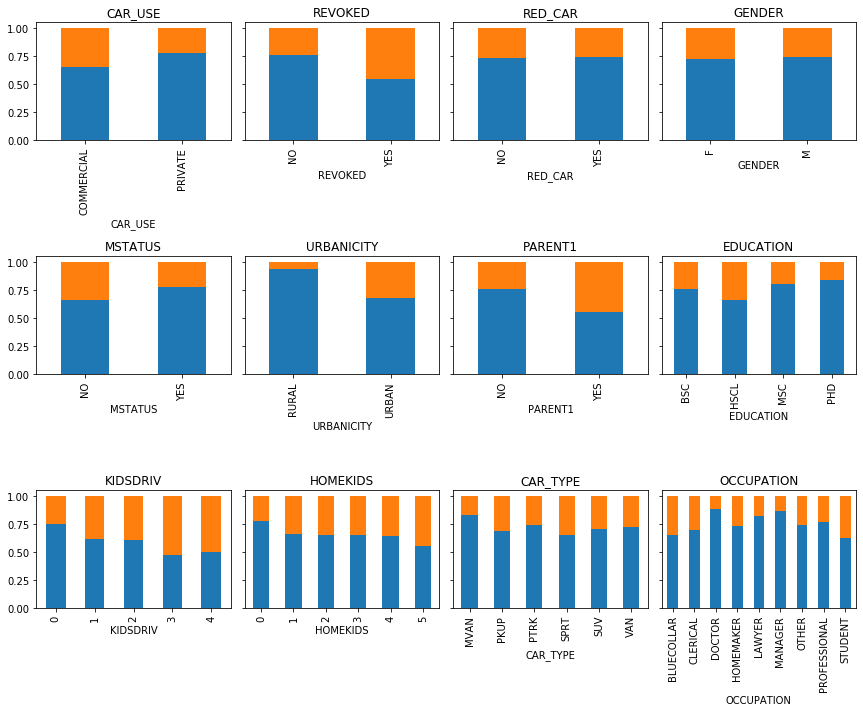 CAR_USE REVOKED RED_CAR GENDER
1.00
0.75
0.50
0.25
0.00
COMMERCIAL PRIVATE NO YES NO YES F M
CAR_USE REVOKED RED_CAR GENDER
MSTATUS URBANICITY PARENT1 EDUCATION
1.00
0.75
0.50
0.25
0.00
NO YES RURAL URBAN NO YES BSC HSCL MSC PHD
MSTATUS URBANICITY PARENT1 EDUCATION
KIDSDRIV HOMEKIDS CAR_TYPE OCCUPATION
1.00
0.75
0.50
0.25
0.00
0 1 2 3 4 0 1 2 3 4 5 MVAN PKUP PTRK SPRT SUV VAN BLUECOLLAR CLERICAL DOCTOR HOMEMAKER LAWYER MANAGER OTHER PROFESSIONAL STUDENT
KIDSDRIV HOMEKIDS CAR_TYPE OCCUPATION